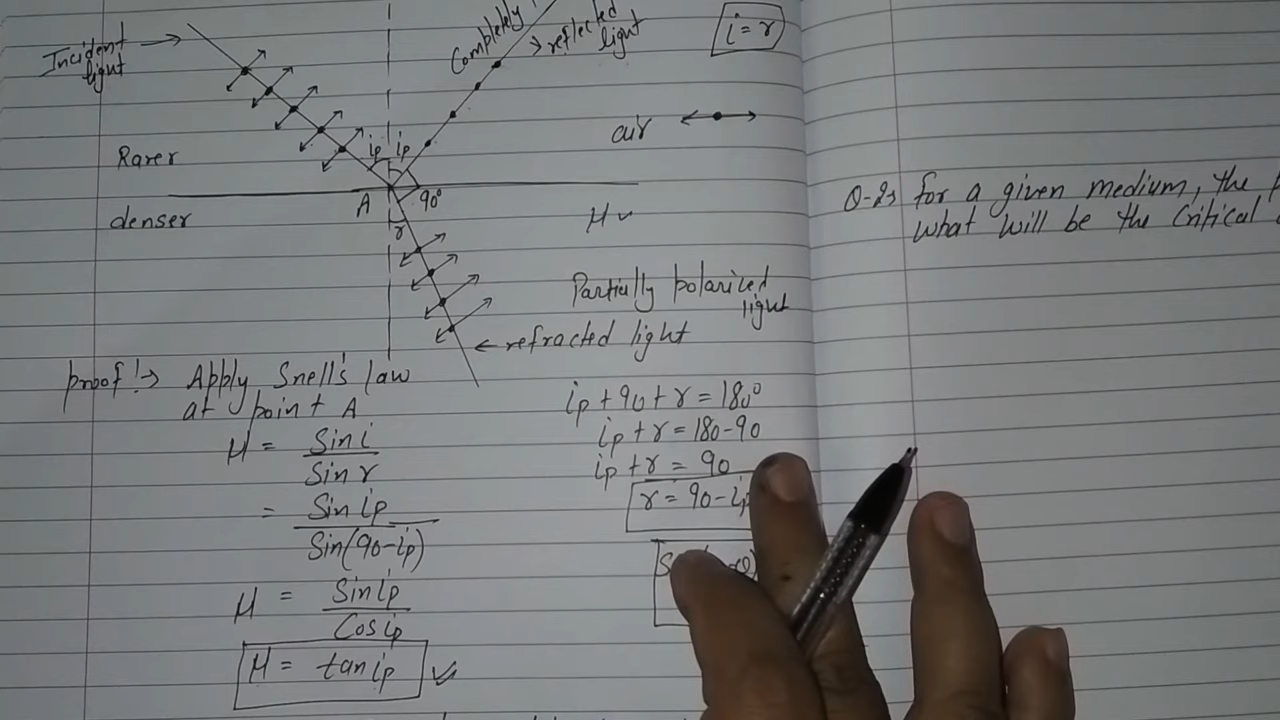 Incident light
Completely
reflected light
i = r
ip ip
Rarer
air
A 90°
denser
μ
r
Partially polarized light
refracted light
Q-2, for a given medium, the
what will be the Critical
proof: → Apply Snell's law
at point A
μ = Sin i / Sin r
= Sin ip / Sin(90-ip)
μ = Sin ip / Cos ip
μ = tan ip
ip + 90 + r = 180°
ip + r = 180-90
ip + r = 90
r = 90-ip